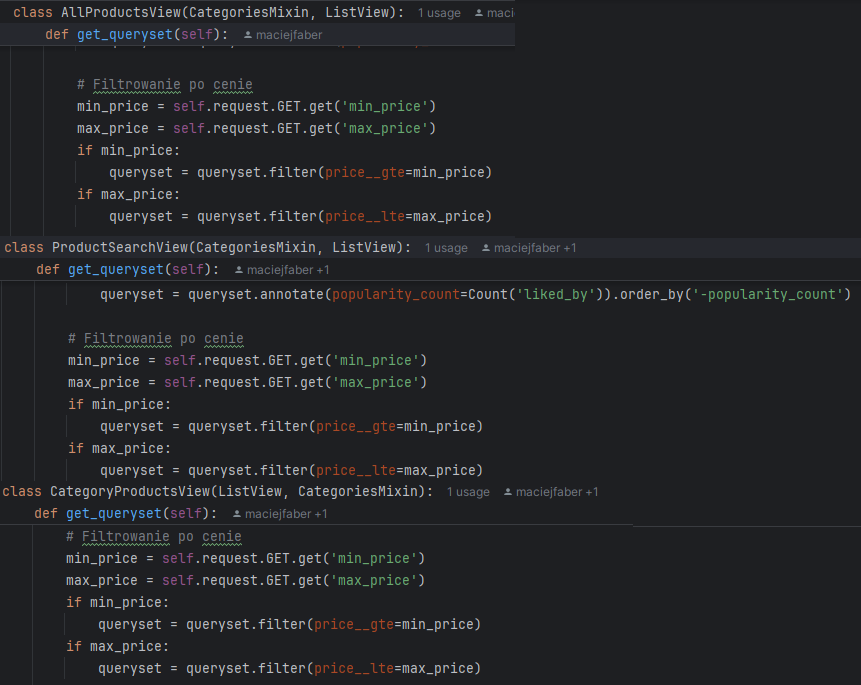 class AllProductsView(CategoriesMixin, ListView): 1 usage maci
def get_queryset(self): maciejfaber
# Filtrowanie po cenie
min_price = self.request.GET.get('min_price')
max_price = self.request.GET.get('max_price')
if min_price:
queryset = queryset.filter(price__gte=min_price)
if max_price:
queryset = queryset.filter(price__lte=max_price)
class ProductSearchView(CategoriesMixin, ListView): 1 usage maciejfaber +1
def get_queryset(self): maciejfaber +1
queryset = queryset.annotate(popularity_count=Count('liked_by')).order_by('-popularity_count')
# Filtrowanie po cenie
min_price = self.request.GET.get('min_price')
max_price = self.request.GET.get('max_price')
if min_price:
queryset = queryset.filter(price__gte=min_price)
if max_price:
queryset = queryset.filter(price__lte=max_price)
class CategoryProductsView(ListView, CategoriesMixin): 1 usage maciejfaber +1
def get_queryset(self): maciejfaber +1
# Filtrowanie po cenie
min_price = self.request.GET.get('min_price')
max_price = self.request.GET.get('max_price')
if min_price:
queryset = queryset.filter(price__gte=min_price)
if max_price:
queryset = queryset.filter(price__lte=max_price)